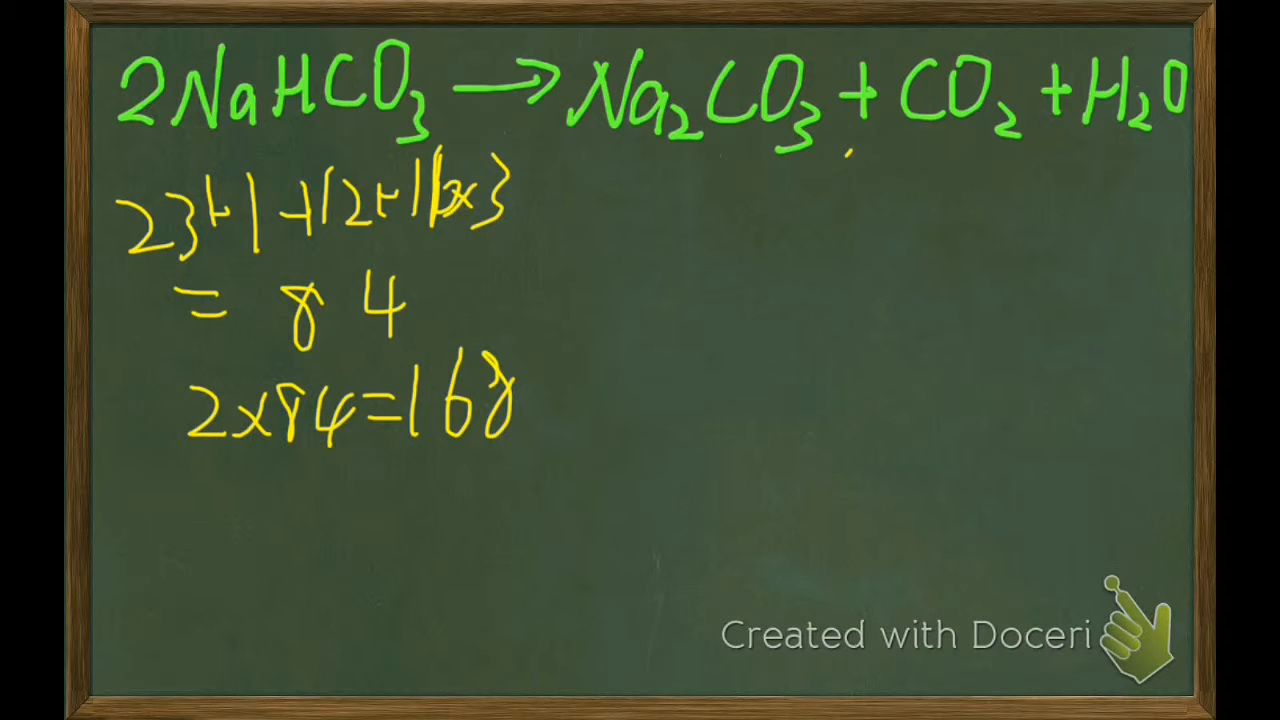 2NaHCO₃ → Na₂CO₃ + CO₂ + H₂O
23+1+12+16x3
= 84
2x84=168
Created with Doceri